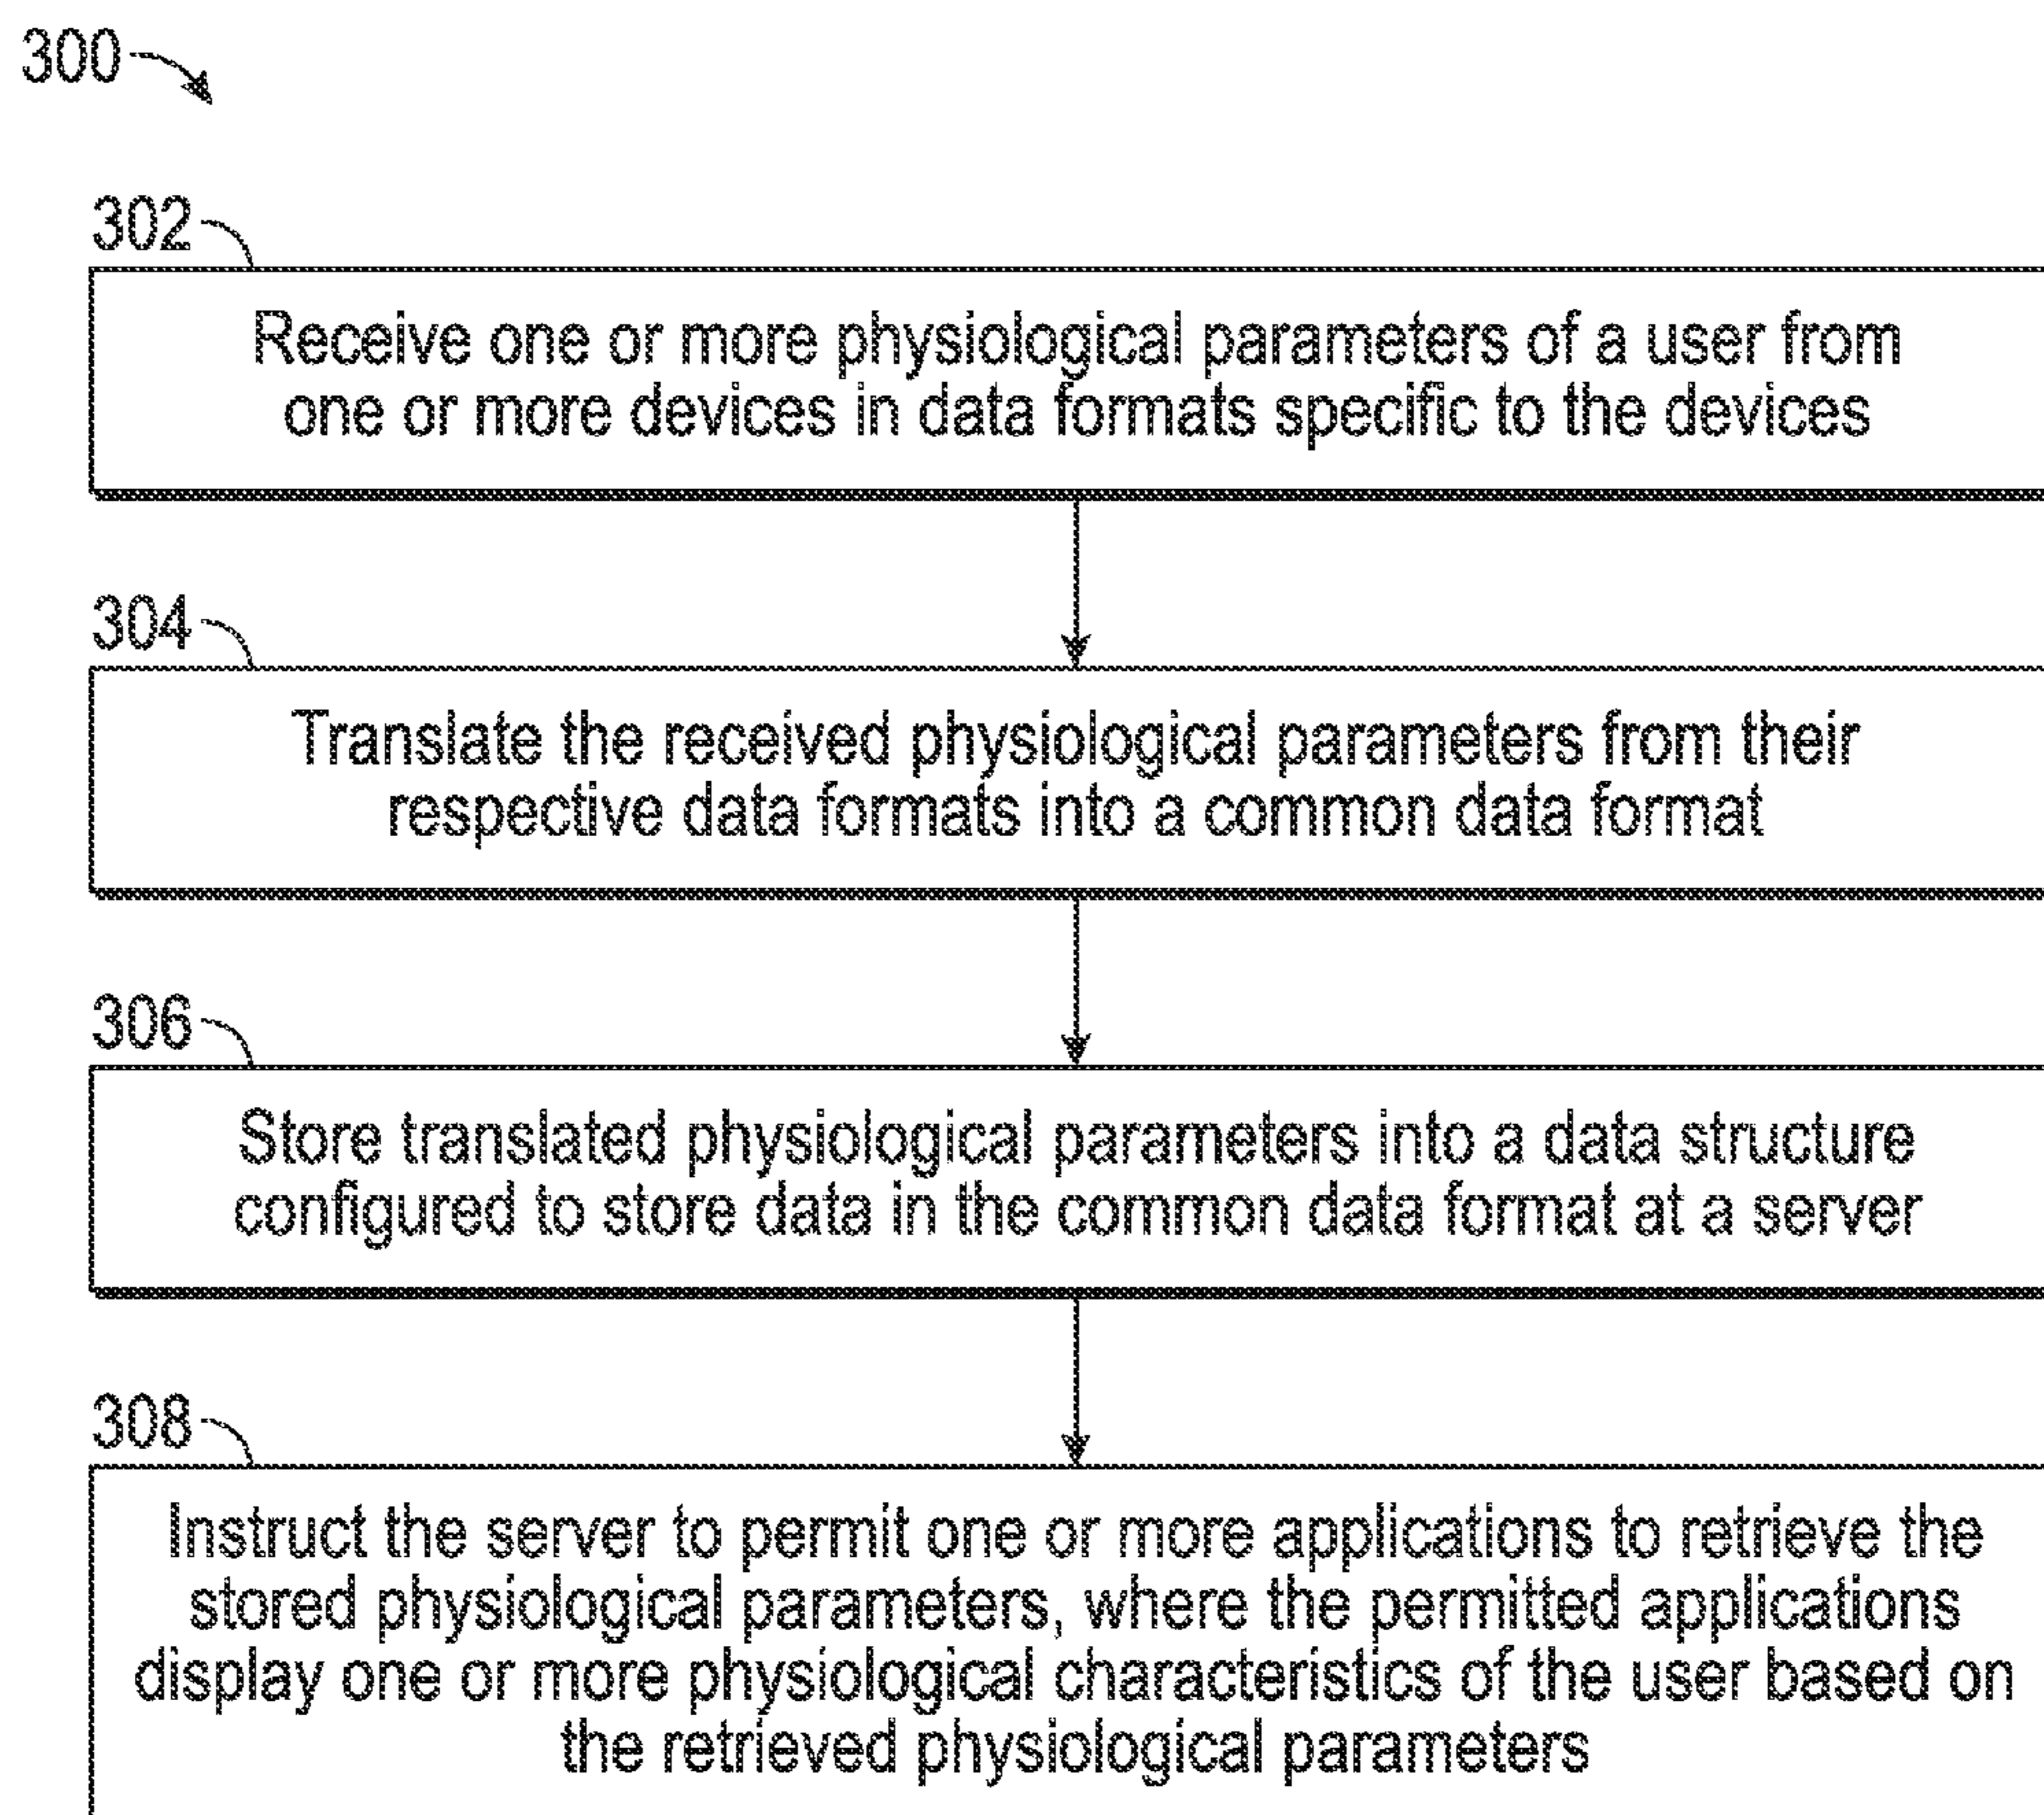 300
302
Receive one or more physiological parameters of a user from
one or more devices in data formats specific to the devices
304
Translate the received physiological parameters from their
respective data formats into a common data format
306
Store translated physiological parameters into a data structure
configured to store data in the common data format at a server
308
Instruct the server to permit one or more applications to retrieve the
stored physiological parameters, where the permitted applications
display one or more physiological characteristics of the user based on
the retrieved physiological parameters